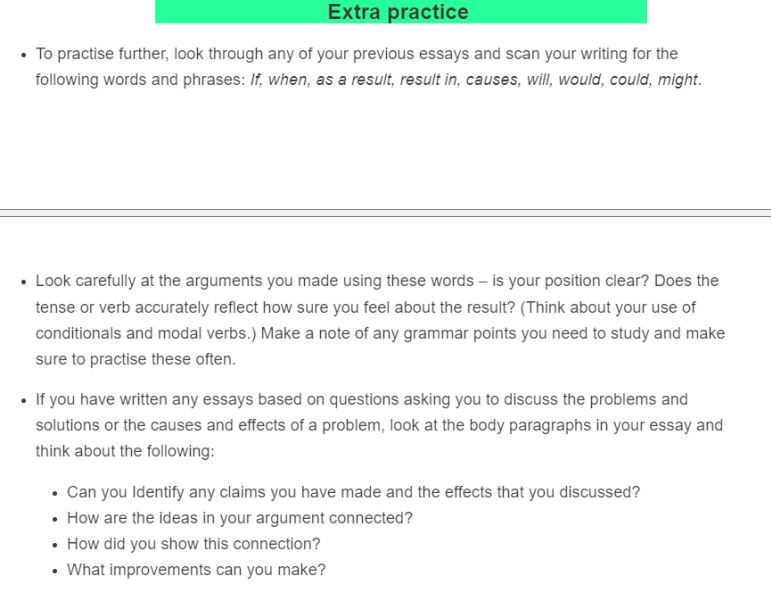 Extra practice
• To practise further, look through any of your previous essays and scan your writing for the
following words and phrases: If, when, as a result, result in, causes, will, would, could, might.
• Look carefully at the arguments you made using these words – is your position clear? Does the
tense or verb accurately reflect how sure you feel about the result? (Think about your use of
conditionals and modal verbs.) Make a note of any grammar points you need to study and make
sure to practise these often.
• If you have written any essays based on questions asking you to discuss the problems and
solutions or the causes and effects of a problem, look at the body paragraphs in your essay and
think about the following:
• Can you Identify any claims you have made and the effects that you discussed?
• How are the ideas in your argument connected?
• How did you show this connection?
• What improvements can you make?